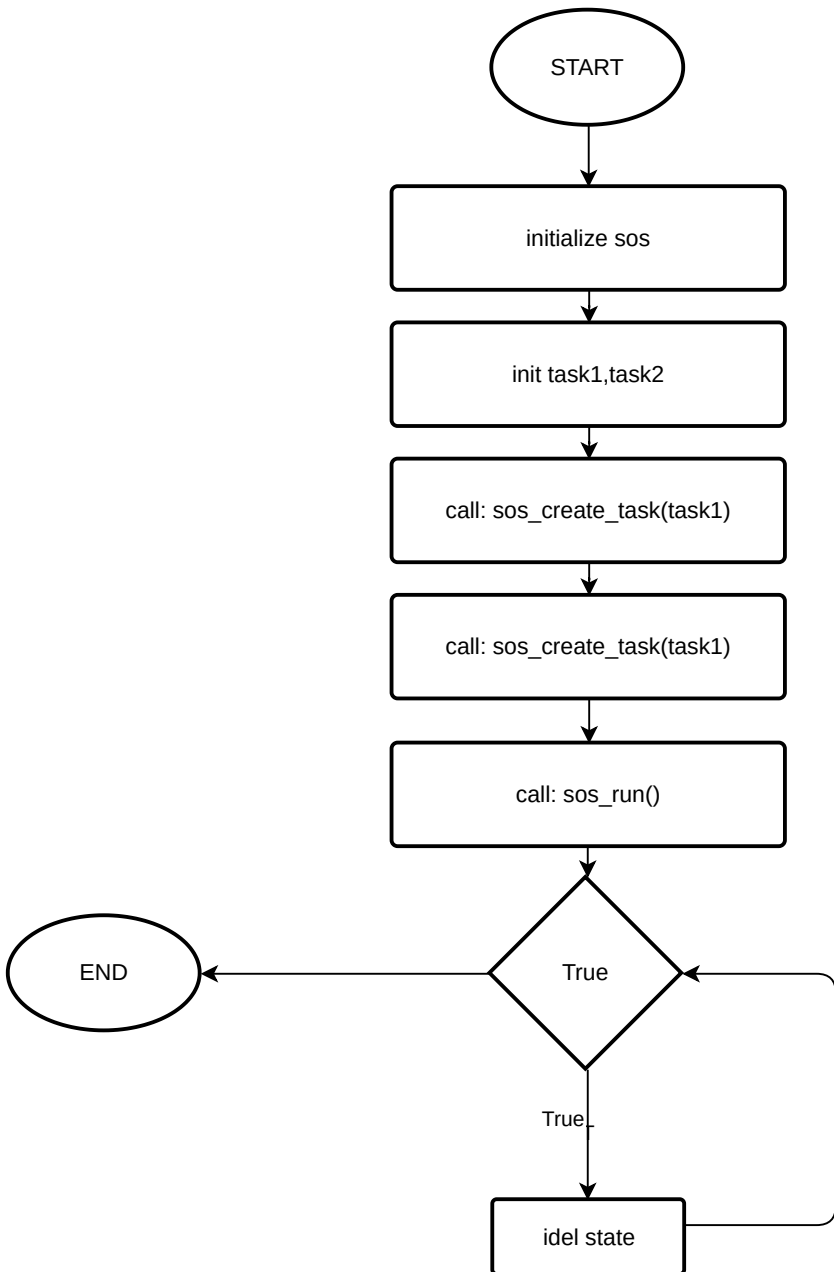 START
initialize sos
init task1,task2
call: sos_create_task(task1)
call: sos_create_task(task1)
call: sos_run()
END
True
True
idel state